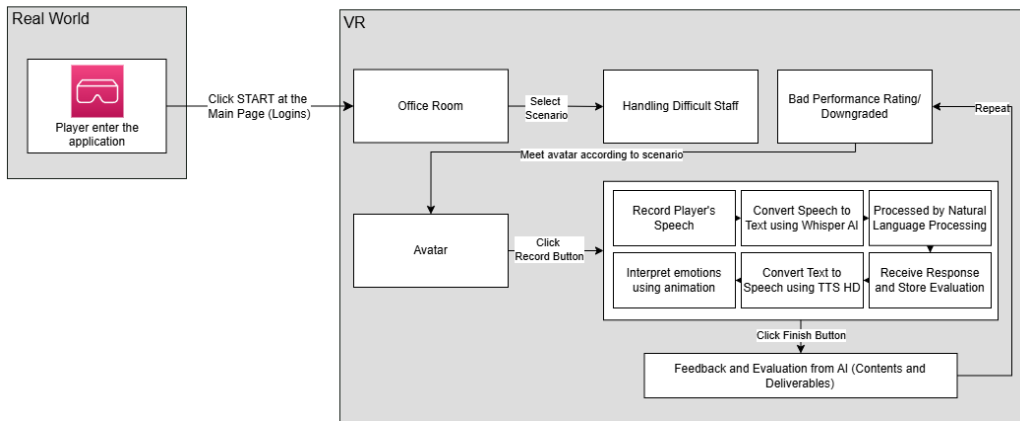 Real World
VR
Player enter the
application
Click START at the
Main Page (Logins)
Office Room
Select
Scenario
Handling Difficult Staff
Bad Performance Rating/
Downgraded
Repeat
Meet avatar according to scenario
Avatar
Click
Record Button
Record Player's
Speech
Convert Speech to
Text using Whisper AI
Processed by Natural
Language Processing
Interpret emotions
using animation
Convert Text to
Speech using TTS HD
Receive Response
and Store Evaluation
Click Finish Button
Feedback and Evaluation from AI (Contents and
Deliverables)